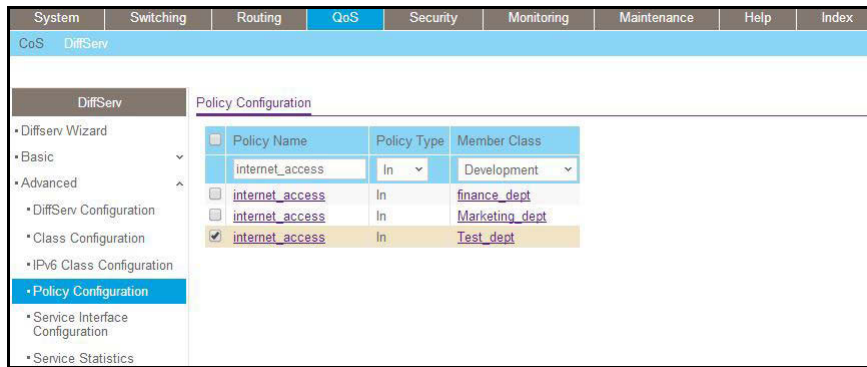 System Switching Routing QoS Security Monitoring Maintenance Help Index
CoS DiffServ
DiffServ
Diffserv Wizard
Basic
Advanced
DiffServ Configuration
Class Configuration
IPv6 Class Configuration
Policy Configuration
Service Interface
Configuration
Service Statistics
Policy Configuration
Policy Name Policy Type Member Class
internet_access In Development
internet_access In finance_dept
internet_access In Marketing_dept
internet_access In Test_dept